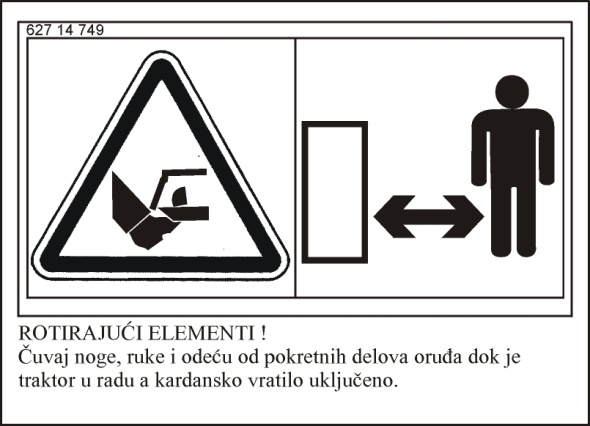 627 14 749
ROTIRAJUĆI ELEMENTI !
Čuvaj noge, ruke i odeću od pokretnih delova oruđa dok je
traktor u radu a kardansko vratilo uključeno.